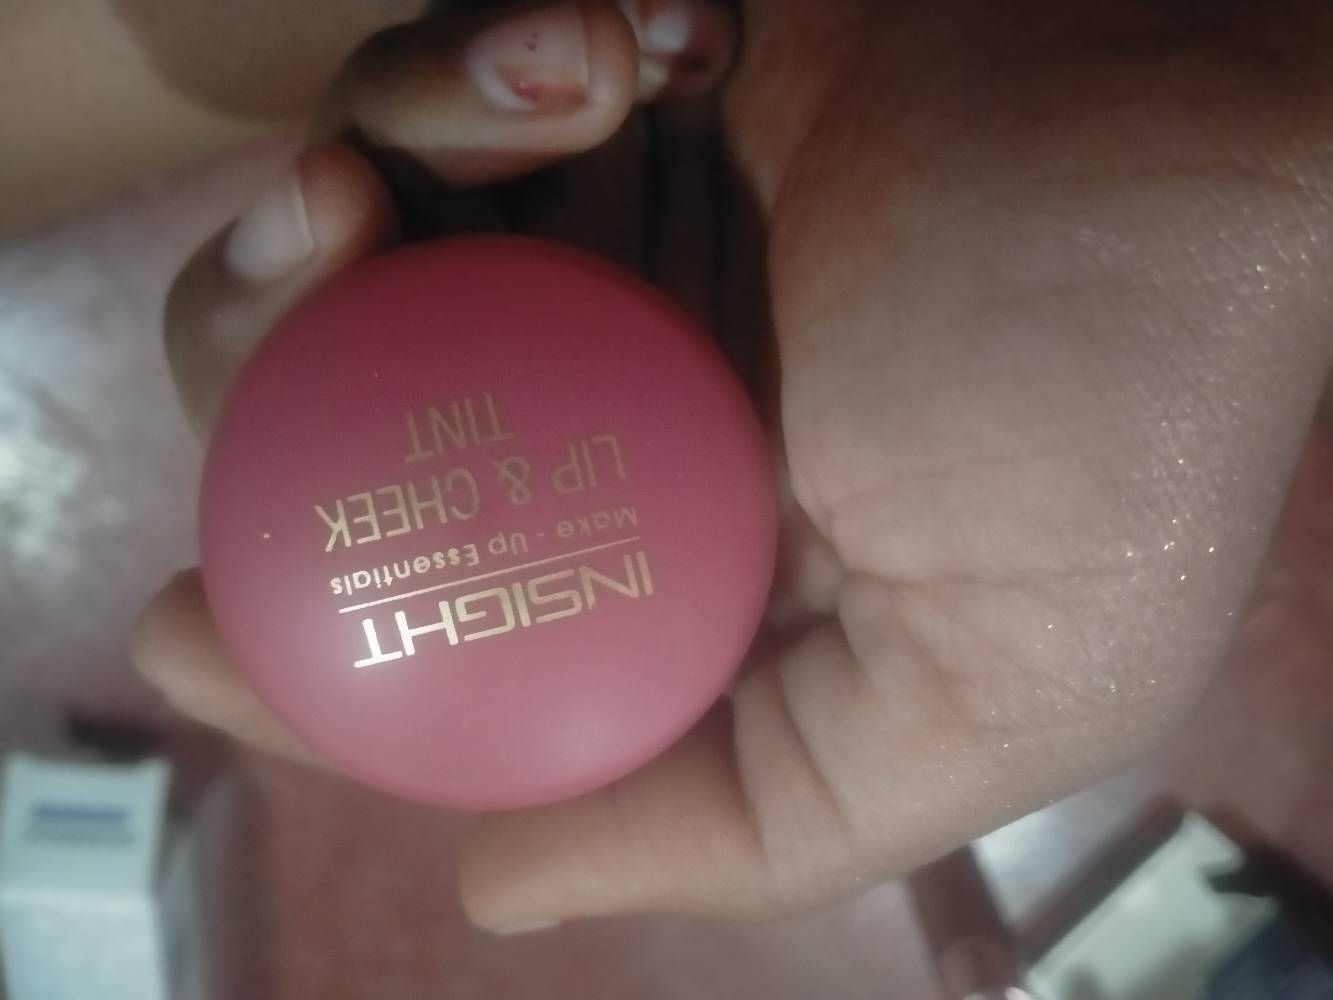 INSIGHT
Make-Up Essentials
LIP & CHEEK
TINT